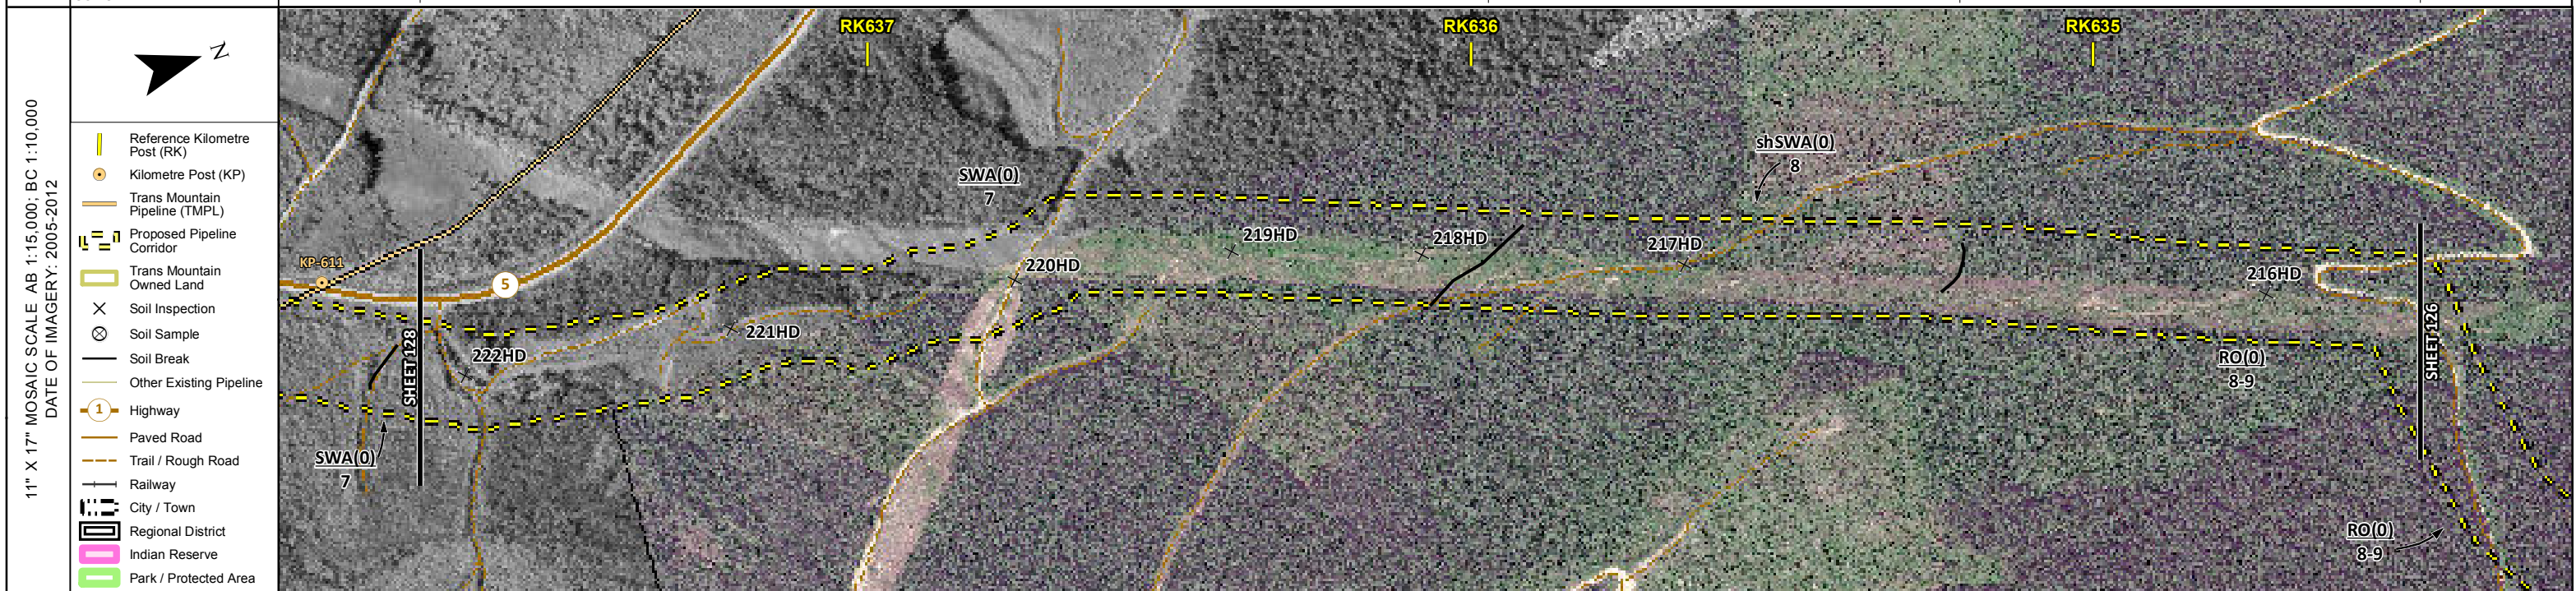 11" X 17" MOSAIC SCALE AB 1:15,000; BC 1:10,000
DATE OF IMAGERY: 2005-2012
N
Reference Kilometre
Post (RK)
Kilometre Post (KP)
Trans Mountain
Pipeline (TMPL)
Proposed Pipeline
Corridor
Trans Mountain
Owned Land
Soil Inspection
Soil Sample
Soil Break
Other Existing Pipeline
1 Highway
Paved Road
Trail / Rough Road
Railway
City / Town
Regional District
Indian Reserve
Park / Protected Area
RK637
RK636
RK635
shSWA(0)
8
SWA(0)
7
219HD
218HD
217HD
KP-611
220HD
216HD
5
221HD
SHEET 128
222HD
SHEET 126
RO(0)
8-9
SWA(0)
7
RO(0)
8-9